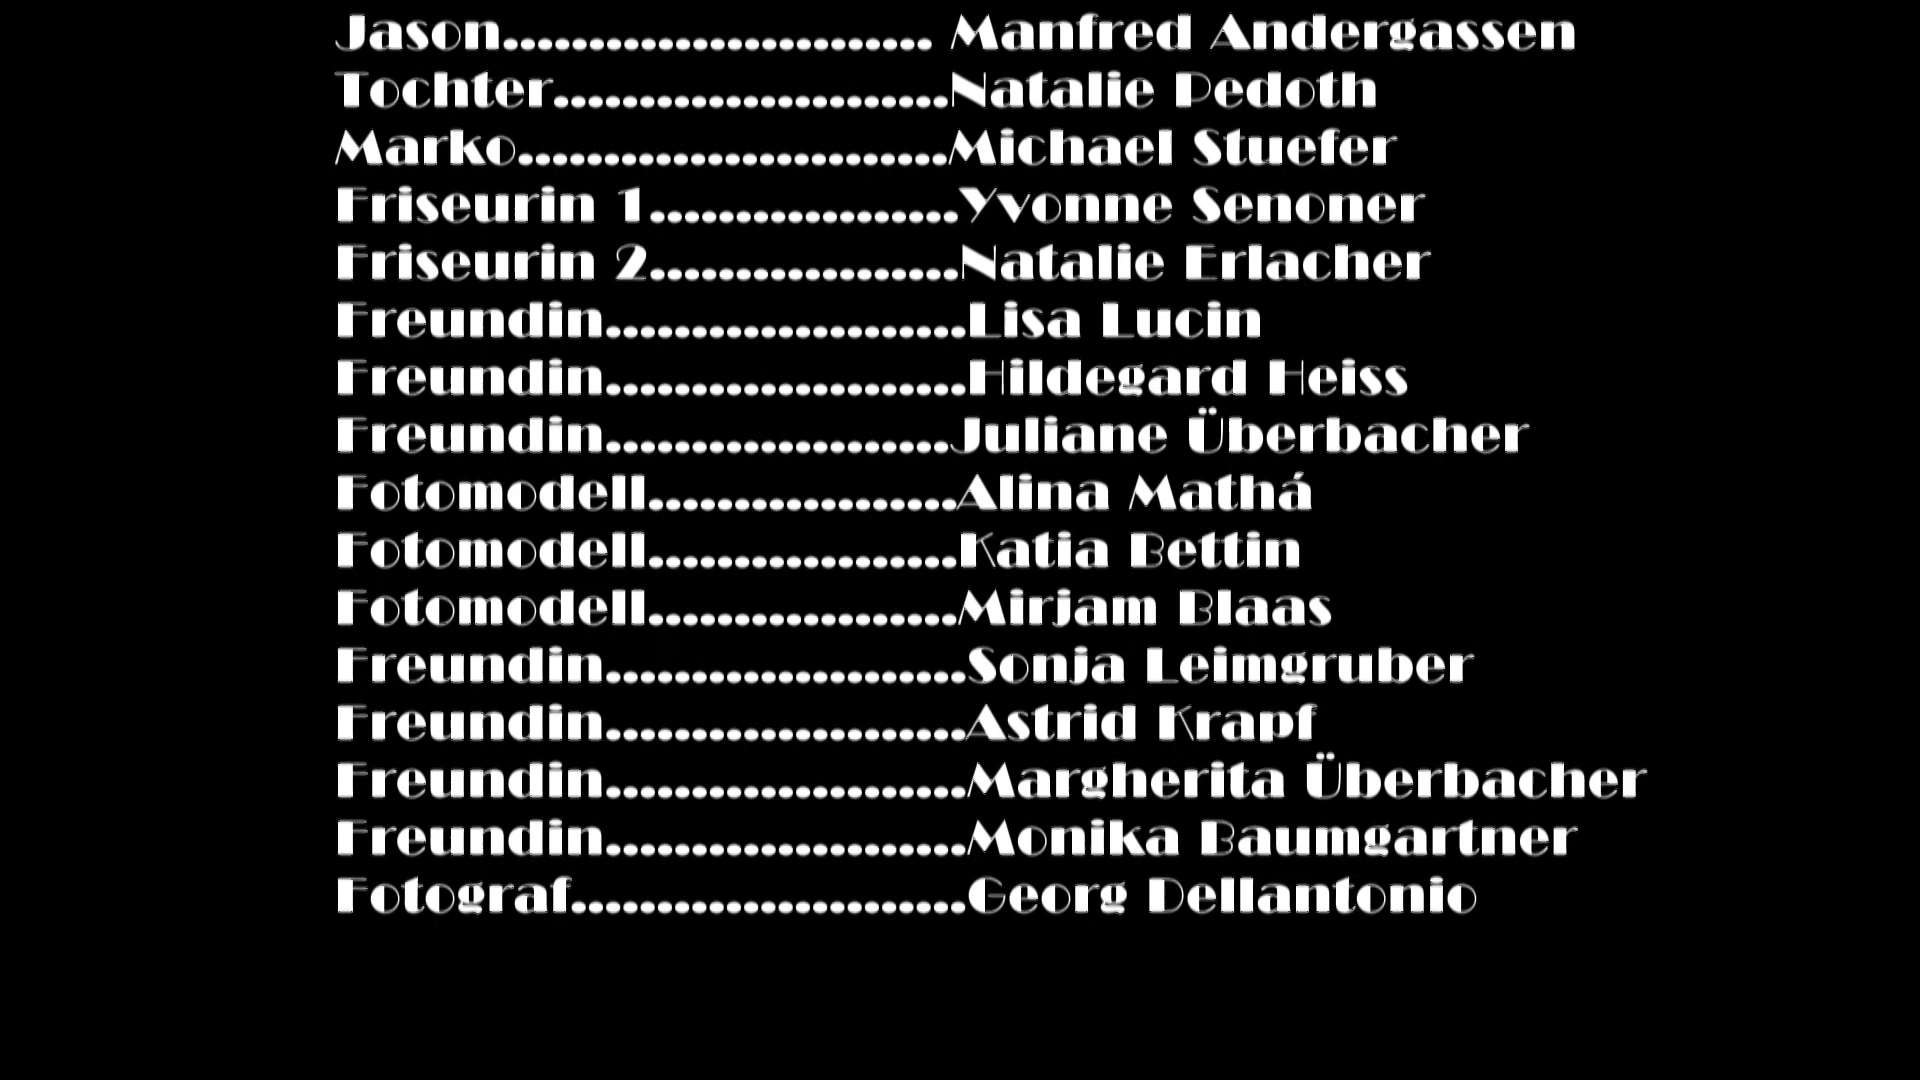 Jason......................... Manfred Andergassen
Tochter.......................Natalie Pedoth
Marko.........................Michael Stuefer
Friseurin 1..................Yvonne Senoner
Friseurin 2..................Natalie Erlacher
Freundin.....................Lisa Lucin
Freundin.....................Hildegard Heiss
Freundin....................Juliane Überbacher
Fotomodell..................Alina Mathá
Fotomodell..................Katia Bettin
Fotomodell..................Mirjam Blaas
Freundin.....................Sonja Leimgruber
Freundin.....................Astrid Krapf
Freundin.....................Margherita Überbacher
Freundin.....................Monika Baumgartner
Fotograf.......................Georg Dellantonio